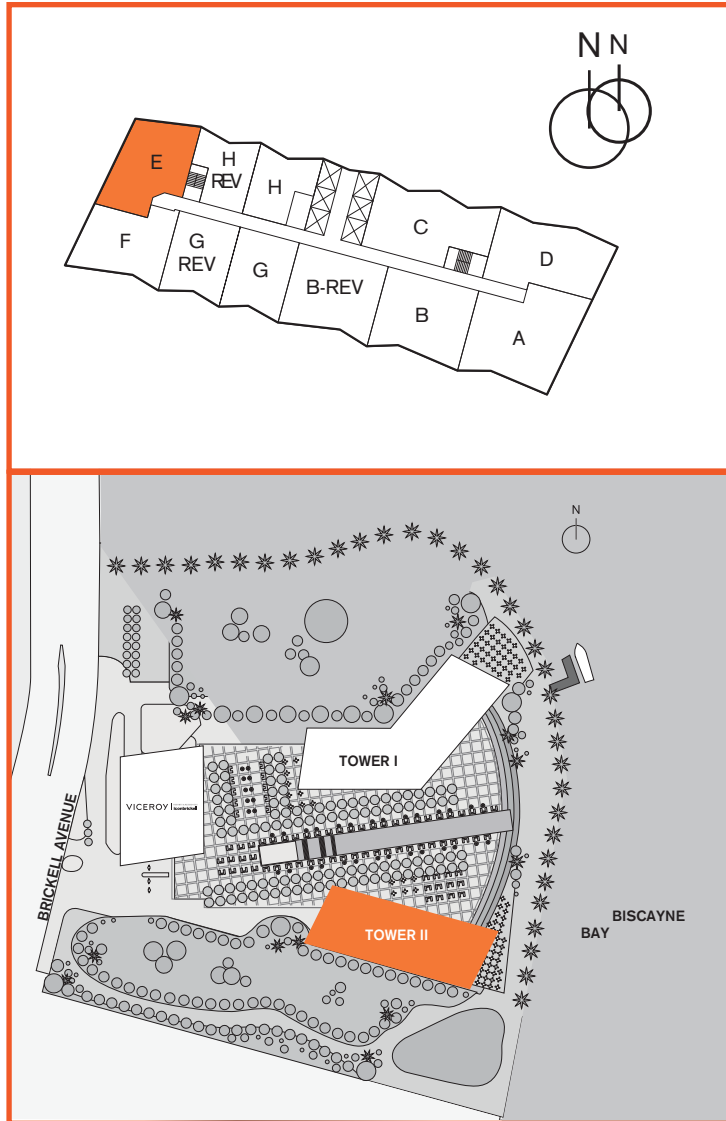 N N
E
H
REV
H
C
D
F
G
REV
G
B-REV
B
A
N
TOWER I
VICEROY
BRICKELL AVENUE
TOWER II
BISCAYNE
BAY